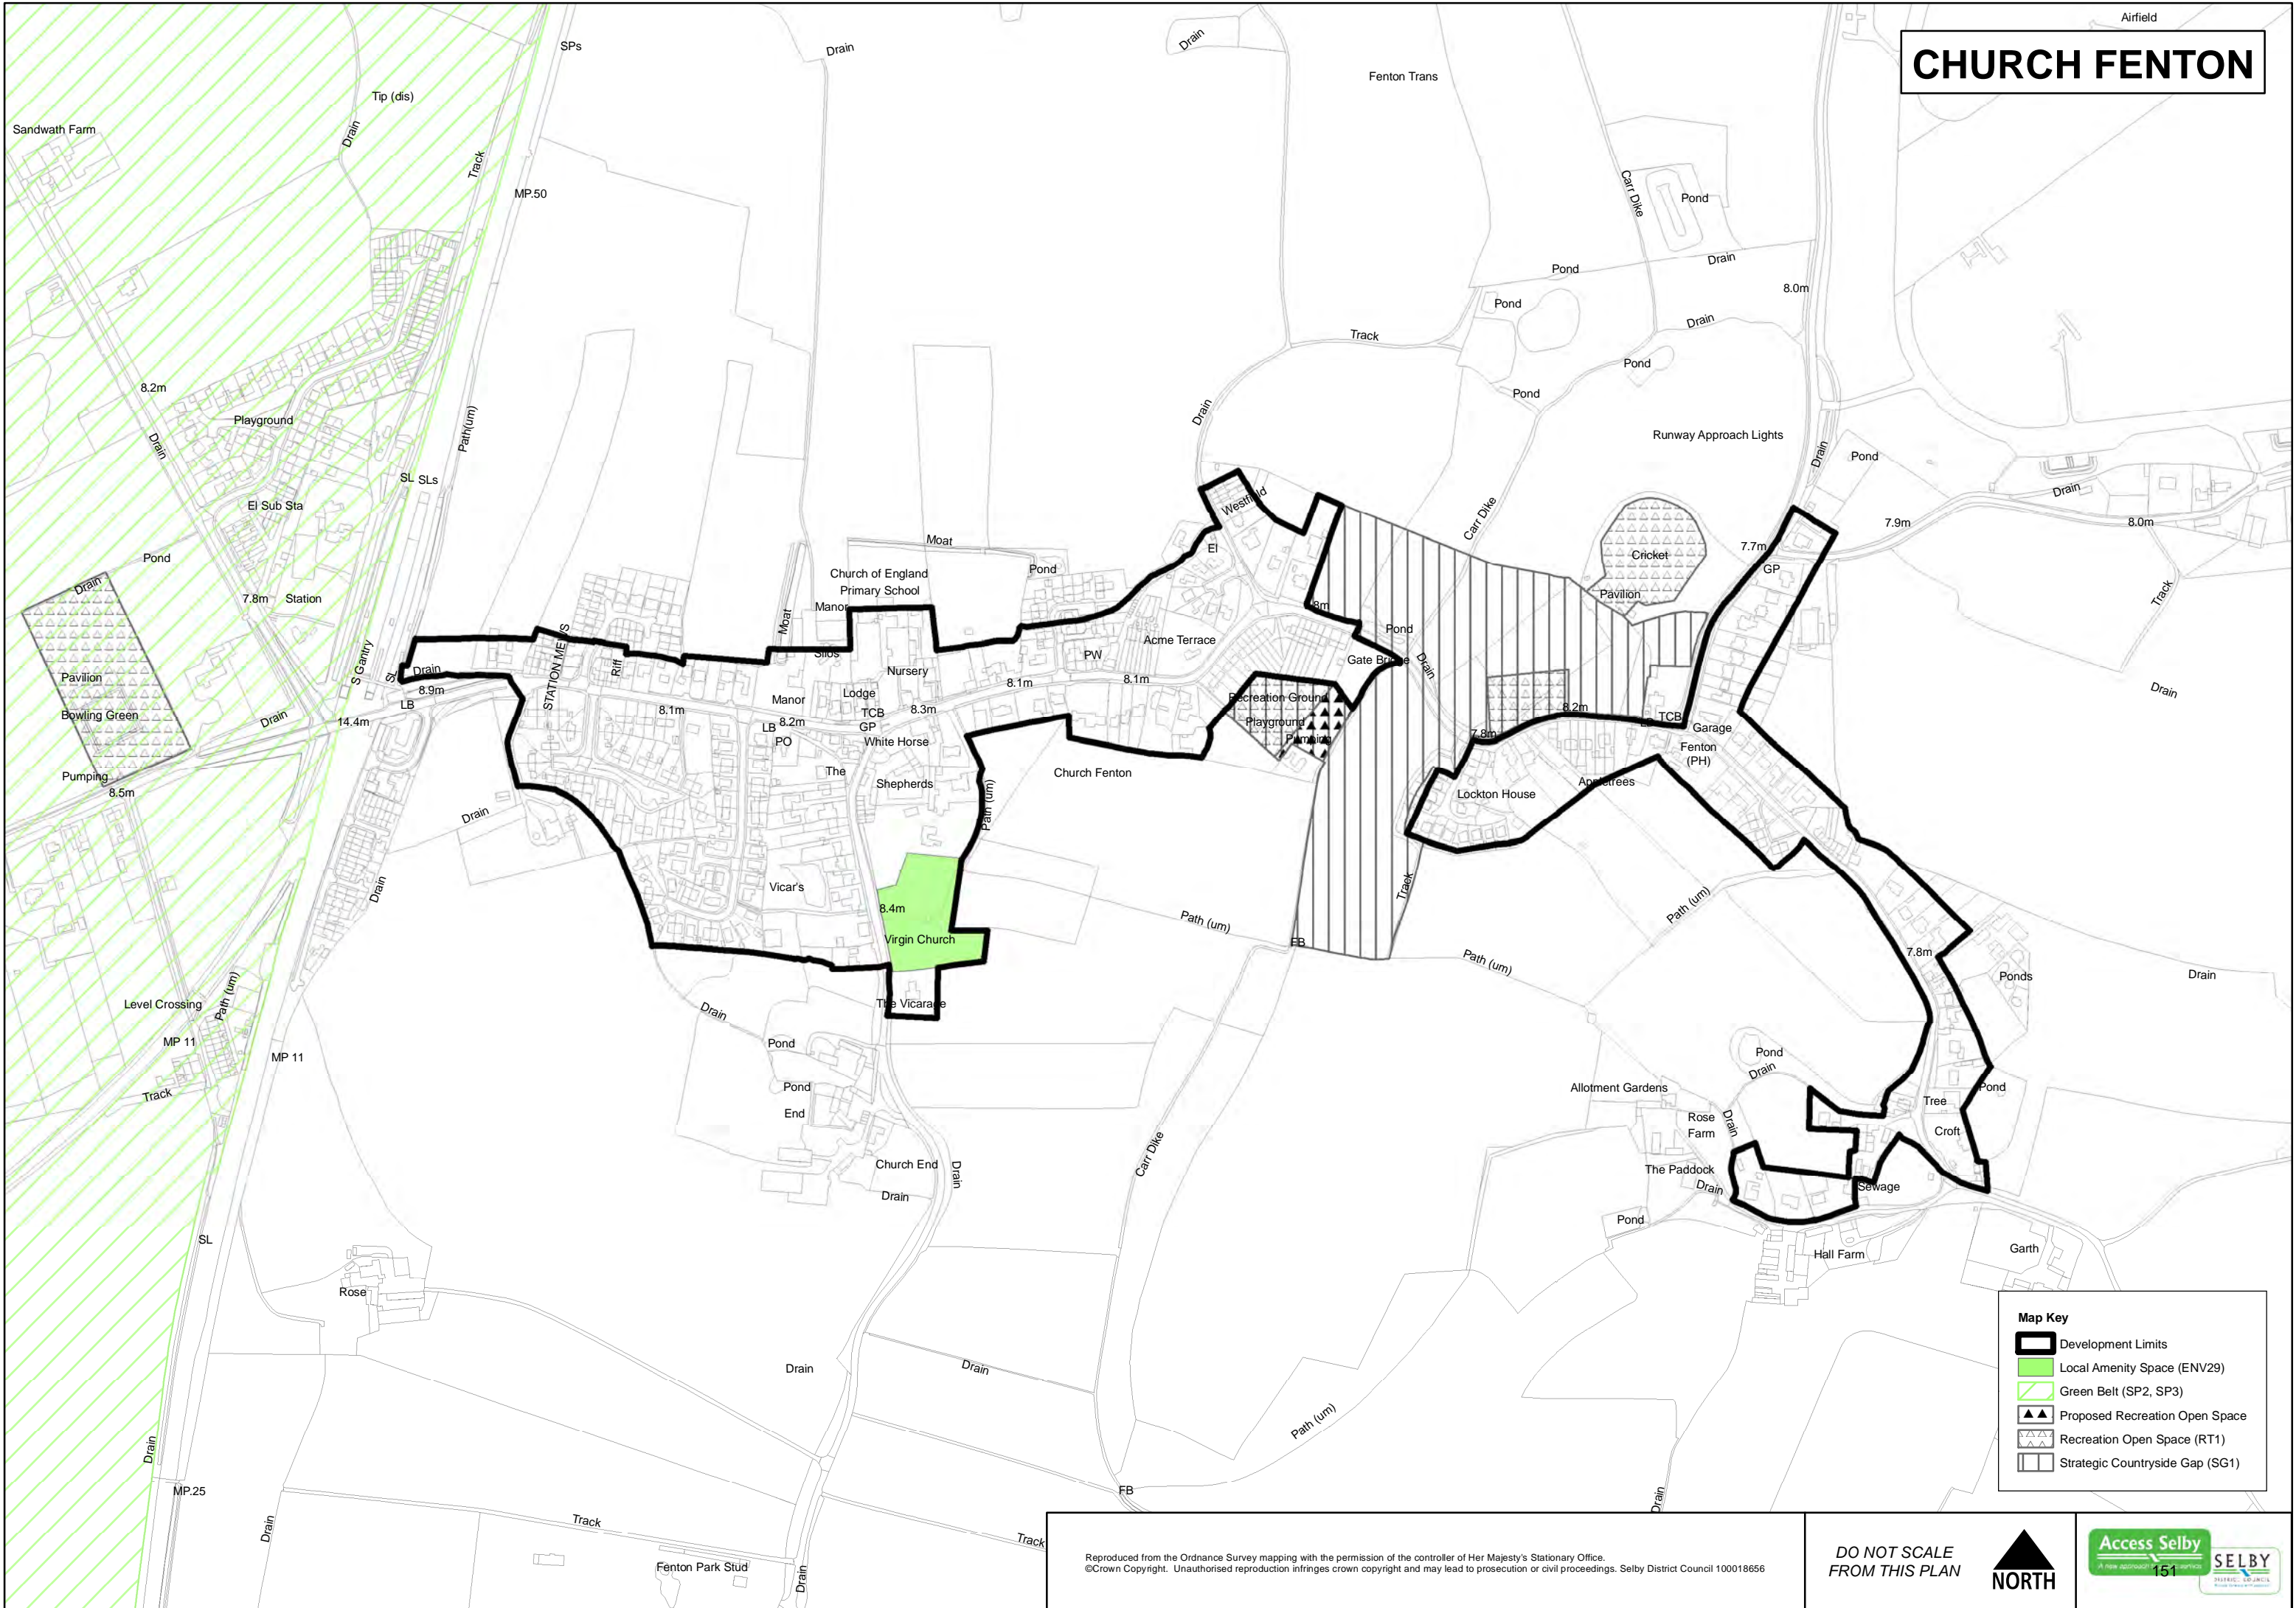 Airfield
CHURCH FENTON
SPs
Drain
Drain
Fenton Trans
Tip (dis)
Sandwath Farm
Drain
Track
MP.50
Carr Dike
Pond
Pond
Drain
8.0m
Pond
Drain
Track
Pond
8.2m
Pond
Drain
Playground
Path(um)
Drain
Runway Approach Lights
Drain
Pond
SL SLs
El Sub Sta
Westfield
Carr Dike
Drain
7.9m
8.0m
Moat
El
7.7m
Cricket
Pond
Church of England
Primary School
Pond
GP
Drain
7.8m
Station
Manor
Moat
Pavilion
Track
Pond
STATION MEWS
Acme Terrace
Silos
PW
Gate Bridge
Drain
S Gantry
SL
Drain
Riff
Nursery
Pavilion
8.9m
Manor
Lodge
8.1m
8.1m
Recreation Ground
Drain
LB
8.1m
TCB
8.3m
8.2m
Bowling Green
Drain
14.4m
8.2m
LB
GP
Playground
TCB
Garage
PO
White Horse
Pumping
7.8m
Fenton
(PH)
Pumping
The
Church Fenton
Shepherds
Appletrees
8.5m
Lockton House
Path (um)
Drain
Drain
Vicar's
8.4m
Track
Path (um)
Path (um)
Virgin Church
FB
7.8m
Path (um)
Ponds
Drain
Level Crossing
Path (um)
The Vicarage
Drain
MP 11
MP 11
Pond
Pond
Drain
Track
Pond
Allotment Gardens
Pond
End
Tree
Rose
Farm
Drain
Croft
Carr Dike
Church End
Drain
The Paddock
Drain
Sewage
Drain
Pond
SL
Hall Farm
Garth
Rose
Map Key
Development Limits
Local Amenity Space (ENV29)
Green Belt (SP2, SP3)
Proposed Recreation Open Space
Recreation Open Space (RT1)
Strategic Countryside Gap (SG1)
Drain
Drain
Path (um)
Drain
MP.25
FB
Drain
Drain
Track
Track
Fenton Park Stud
Drain
Reproduced from the Ordnance Survey mapping with the permission of the controller of Her Majesty's Stationary Office.
©Crown Copyright. Unauthorised reproduction infringes crown copyright and may lead to prosecution or civil proceedings. Selby District Council 100018656
DO NOT SCALE
FROM THIS PLAN
NORTH
Access Selby
151
SELBY
DISTRICT COUNCIL